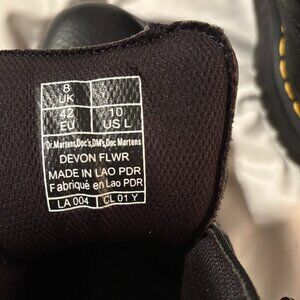 8
UK
42
EU
10
US L
Dr.Martens,Doc's,DM's,Doc Martens
DEVON FLWR
MADE IN LAO PDR
Fabriqué en Lao PDR
LA 004
CL 01 Y